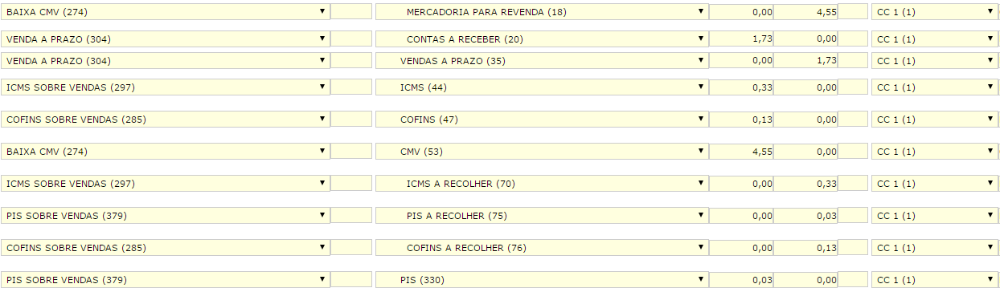 BAIXA CMV (274) MERCADORIA PARA REVENDA (18) 0,00 4,55 CC 1 (1)
VENDA A PRAZO (304) CONTAS A RECEBER (20) 1,73 0,00 CC 1 (1)
VENDA A PRAZO (304) VENDAS A PRAZO (35) 0,00 1,73 CC 1 (1)
ICMS SOBRE VENDAS (297) ICMS (44) 0,33 0,00 CC 1 (1)
COFINS SOBRE VENDAS (285) COFINS (47) 0,13 0,00 CC 1 (1)
BAIXA CMV (274) CMV (53) 4,55 0,00 CC 1 (1)
ICMS SOBRE VENDAS (297) ICMS A RECOLHER (70) 0,00 0,33 CC 1 (1)
PIS SOBRE VENDAS (379) PIS A RECOLHER (75) 0,00 0,03 CC 1 (1)
COFINS SOBRE VENDAS (285) COFINS A RECOLHER (76) 0,00 0,13 CC 1 (1)
PIS SOBRE VENDAS (379) PIS (330) 0,03 0,00 CC 1 (1)